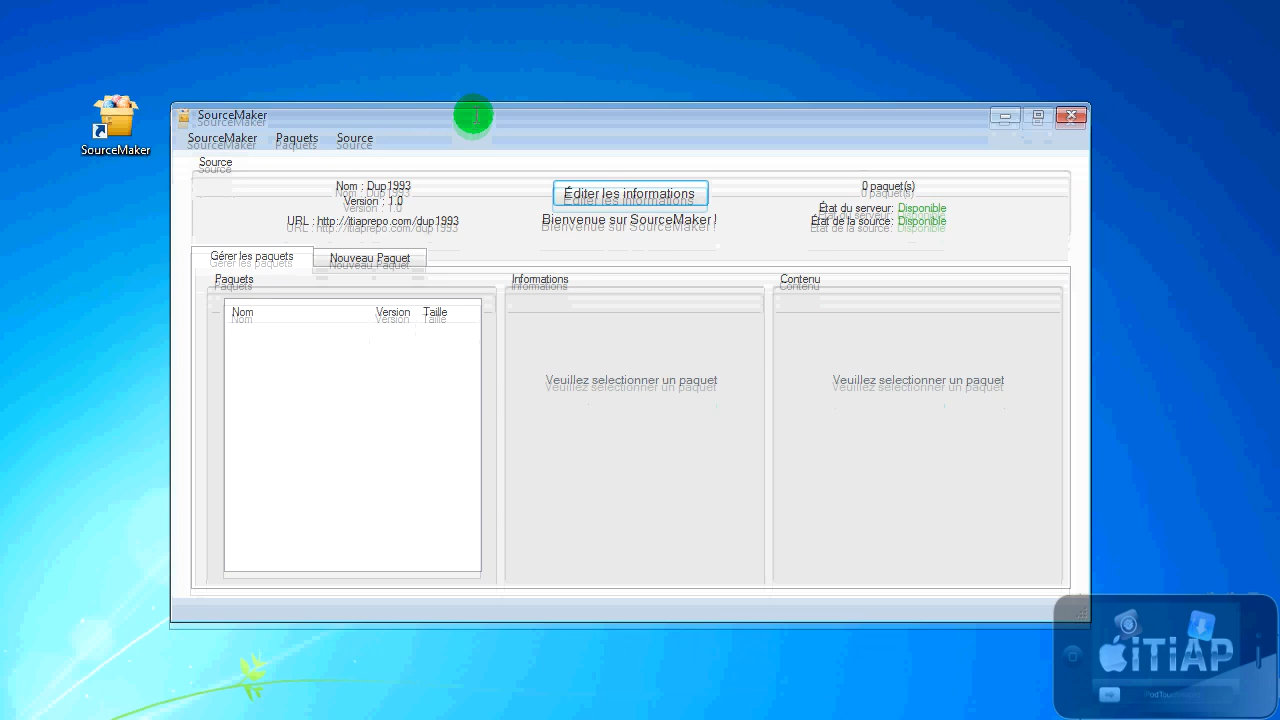 SourceMaker
SourceMaker
SourceMaker Paquets Source
Source
Nom : Dup1993
Version : 1.0
URL : http://itiaprepo.com/dup1993
Éditer les informations
Bienvenue sur SourceMaker !
0 paquet(s)
État du serveur: Disponible
État de la source: Disponible
Gérer les paquets
Nouveau Paquet
Paquets
Nom Version Taille
Informations
Veuillez selectionner un paquet
Contenu
Veuillez selectionner un paquet
iTiAP